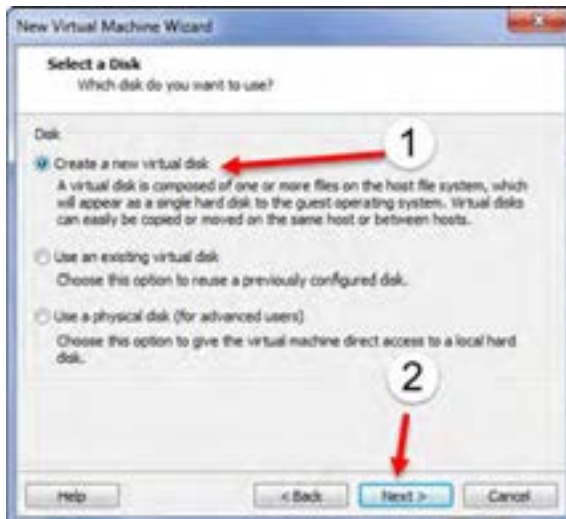 New Virtual Machine Wizard
Select a Disk
Which disk do you want to use?
Disk
1
Create a new virtual disk
A virtual disk is composed of one or more files on the host file system, which
will appear as a single hard disk to the guest operating system. Virtual disks
can easily be copied or moved on the same host or between hosts.
Use an existing virtual disk
Choose this option to reuse a previously configured disk.
Use a physical disk (for advanced users)
Choose this option to give the virtual machine direct access to a local hard
disk.
2
Help
< Back
Next >
Cancel